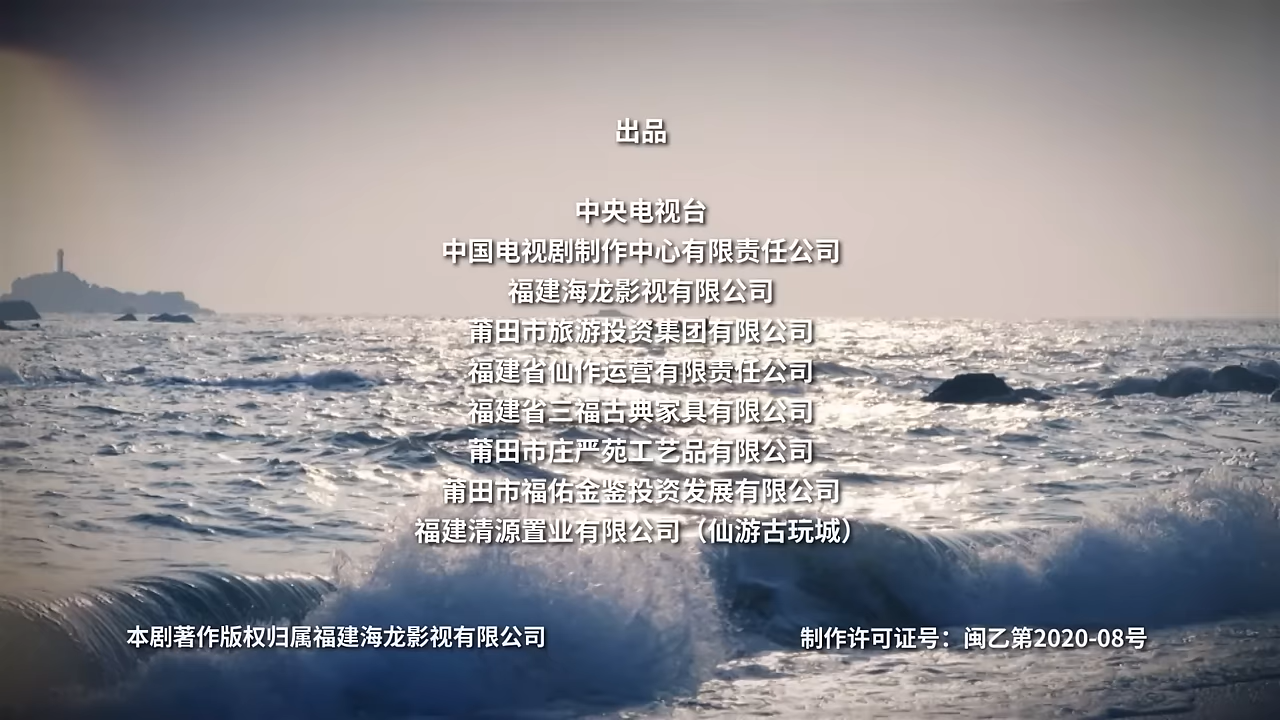 出品
中央电视台
中国电视剧制作中心有限责任公司
福建海龙影视有限公司
莆田市旅游投资集团有限公司
福建省仙作运营有限责任公司
福建省三福古典家具有限公司
莆田市庄严苑工艺品有限公司
莆田市福佑金鉴投资发展有限公司
福建清源置业有限公司（仙游古玩城）
本剧著作版权归属福建海龙影视有限公司
制作许可证号：闽乙第2020-08号